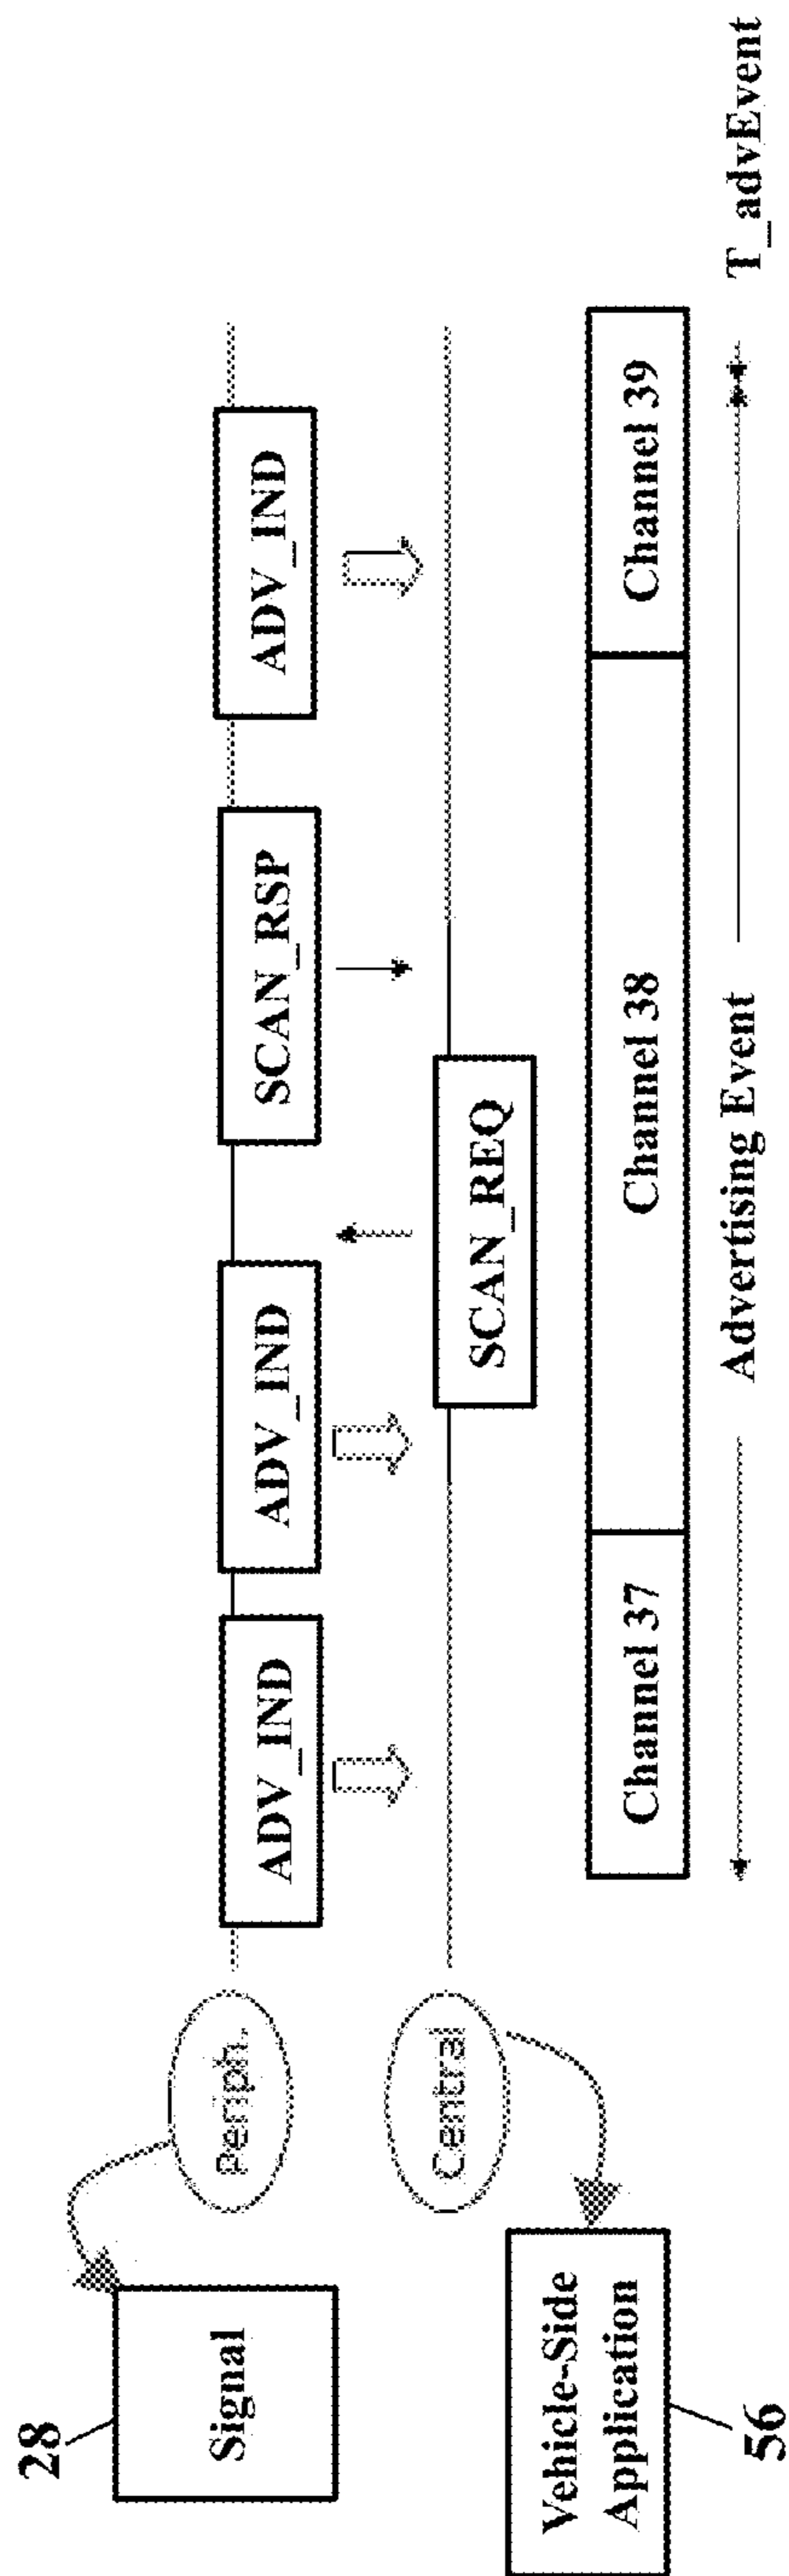 28
Signal
Periph.
ADV_IND
ADV_IND
SCAN_RSP
ADV_IND
Central
SCAN_REQ
Vehicle-Side
Application
56
Channel 37
Channel 38
Channel 39
Advertising Event
T_advEvent